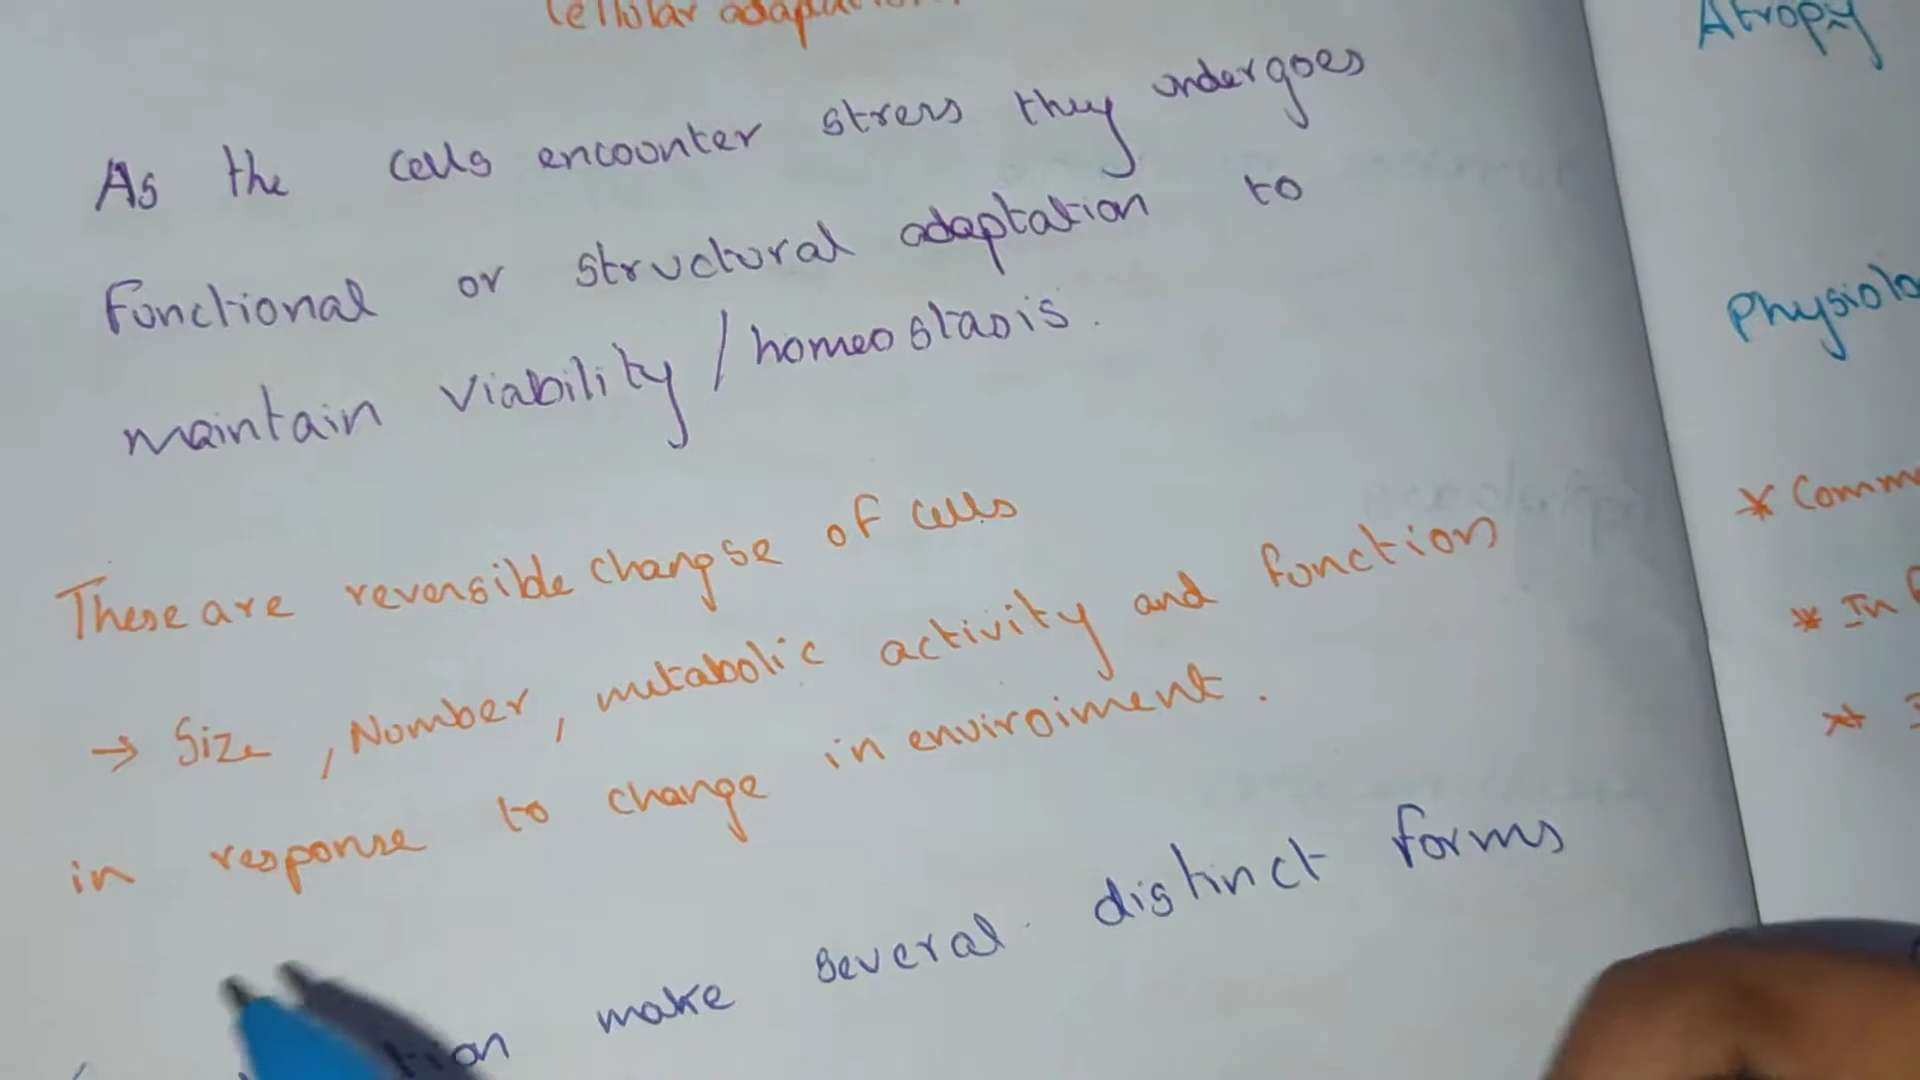 Cellular
As the cells encounter stress they undergoes
Functional or structural adaptation to
maintain viability / homeostasis.
These are reversible changse of cells
→ Size, Number, metabolic activity and function
in response to change in enviroiment.
make several distinct forms
Atropy
* In